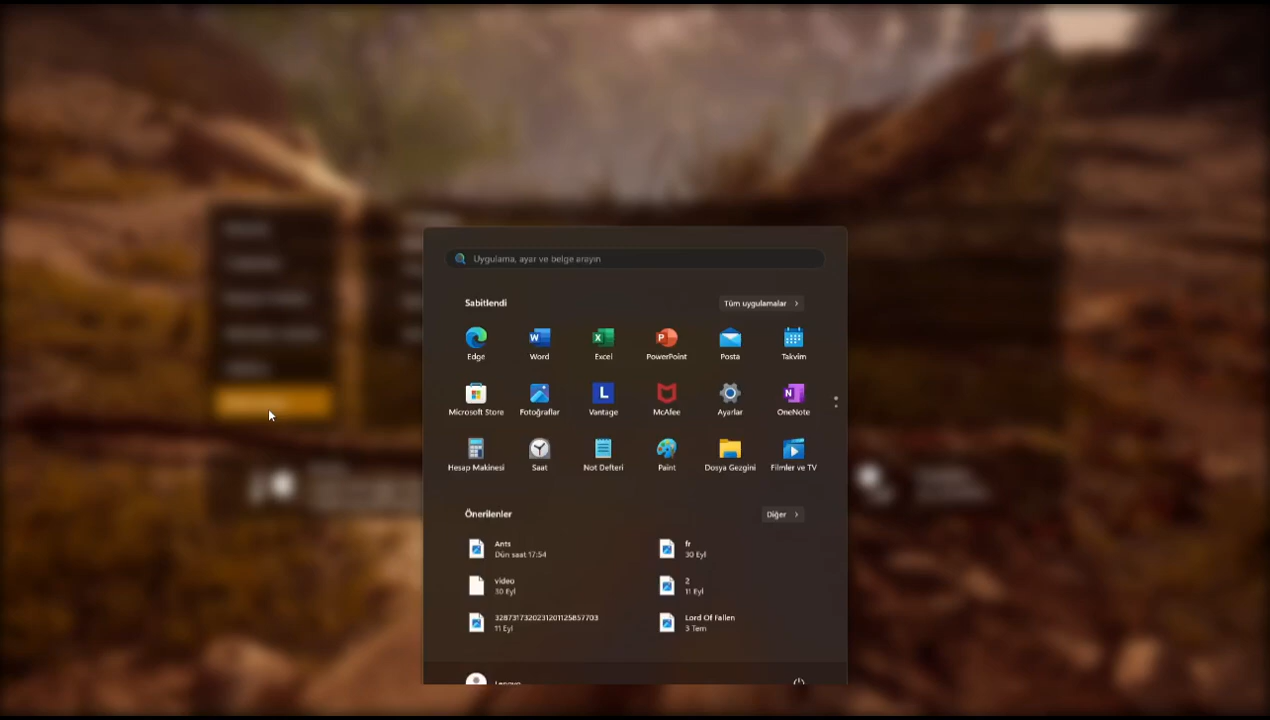 Uygulama, ayar ve belge arayın
Sabitlendi
Tüm uygulamalar
Edge
Word
Excel
PowerPoint
Posta
Takvim
Microsoft Store
Fotoğraflar
Vantage
McAfee
Ayarlar
OneNote
Hesap Makinesi
Saat
Not Defteri
Paint
Dosya Gezgini
Filmler ve TV
Önerilenler
Diğer
Ants
Dün saat 17:54
fr
30 Eyl
video
30 Eyl
2
11 Eyl
11 Eyl
Lord Of Fallen
3 Tem